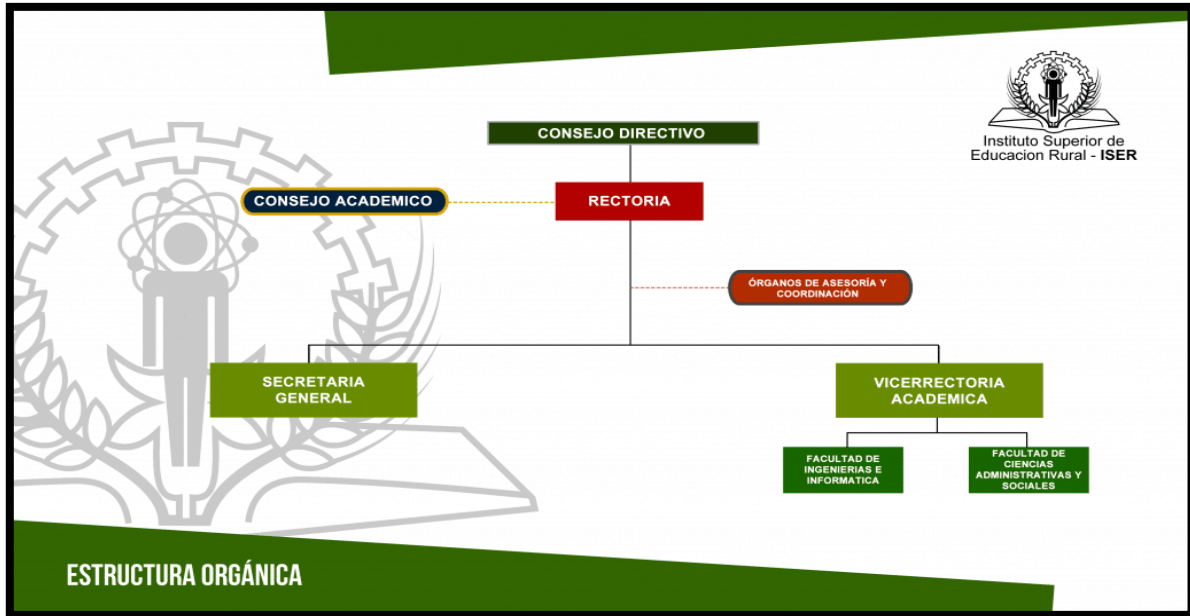 Instituto Superior de
Educacion Rural - ISER
CONSEJO DIRECTIVO
CONSEJO ACADEMICO
RECTORIA
ÓRGANOS DE ASESORÍA Y
COORDINACIÓN
SECRETARIA
GENERAL
VICERRECTORIA
ACADEMICA
FACULTAD DE
INGENIERIAS E
INFORMATICA
FACULTAD DE
CIENCIAS
ADMINISTRATIVAS Y
SOCIALES
ESTRUCTURA ORGÁNICA